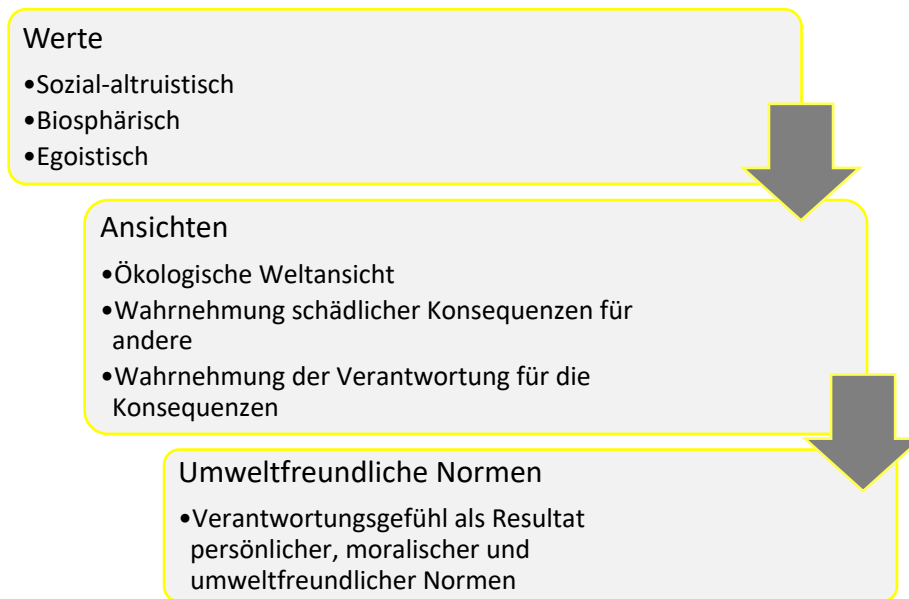 Werte
•Sozial-altruistisch
•Biosphärisch
•Egoistisch
Ansichten
•Ökologische Weltansicht
•Wahrnehmung schädlicher Konsequenzen für
andere
•Wahrnehmung der Verantwortung für die
Konsequenzen
Umweltfreundliche Normen
•Verantwortungsgefühl als Resultat
persönlicher, moralischer und
umweltfreundlicher Normen